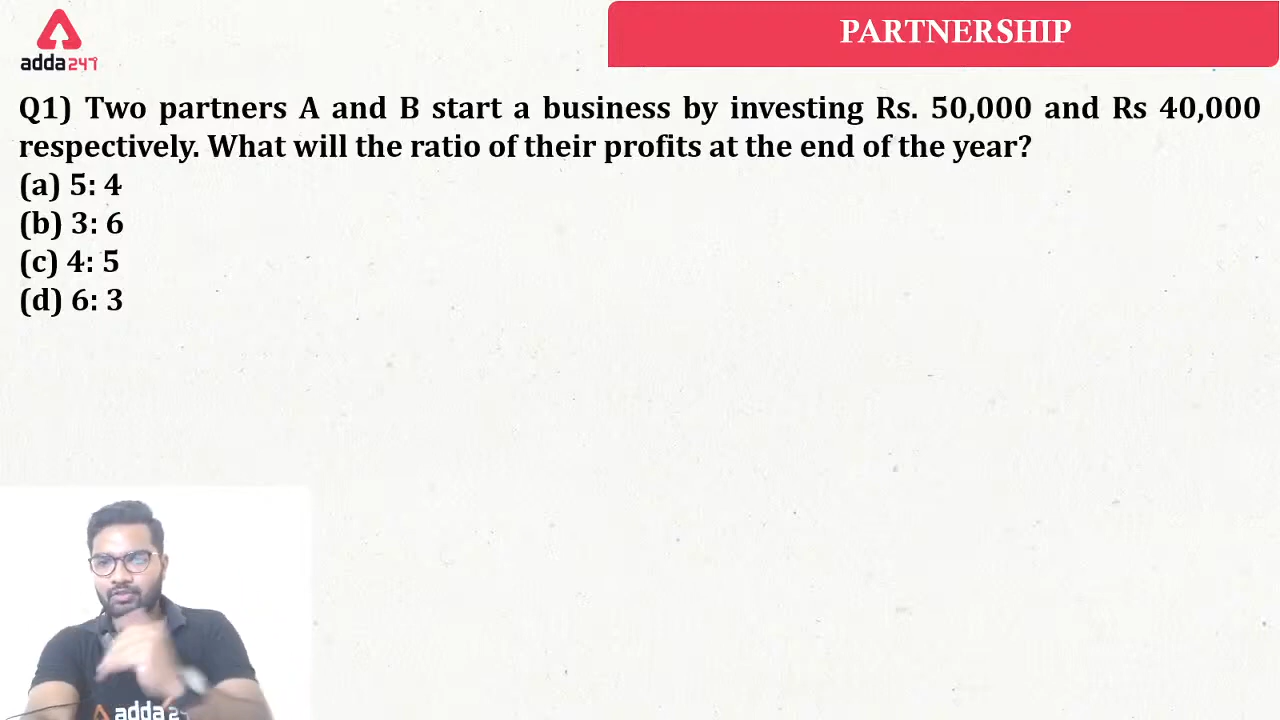 PARTNERSHIP
adda247
Q1) Two partners A and B start a business by investing Rs. 50,000 and Rs 40,000
respectively. What will the ratio of their profits at the end of the year?
(a) 5: 4
(b) 3: 6
(c) 4: 5
(d) 6: 3
adda